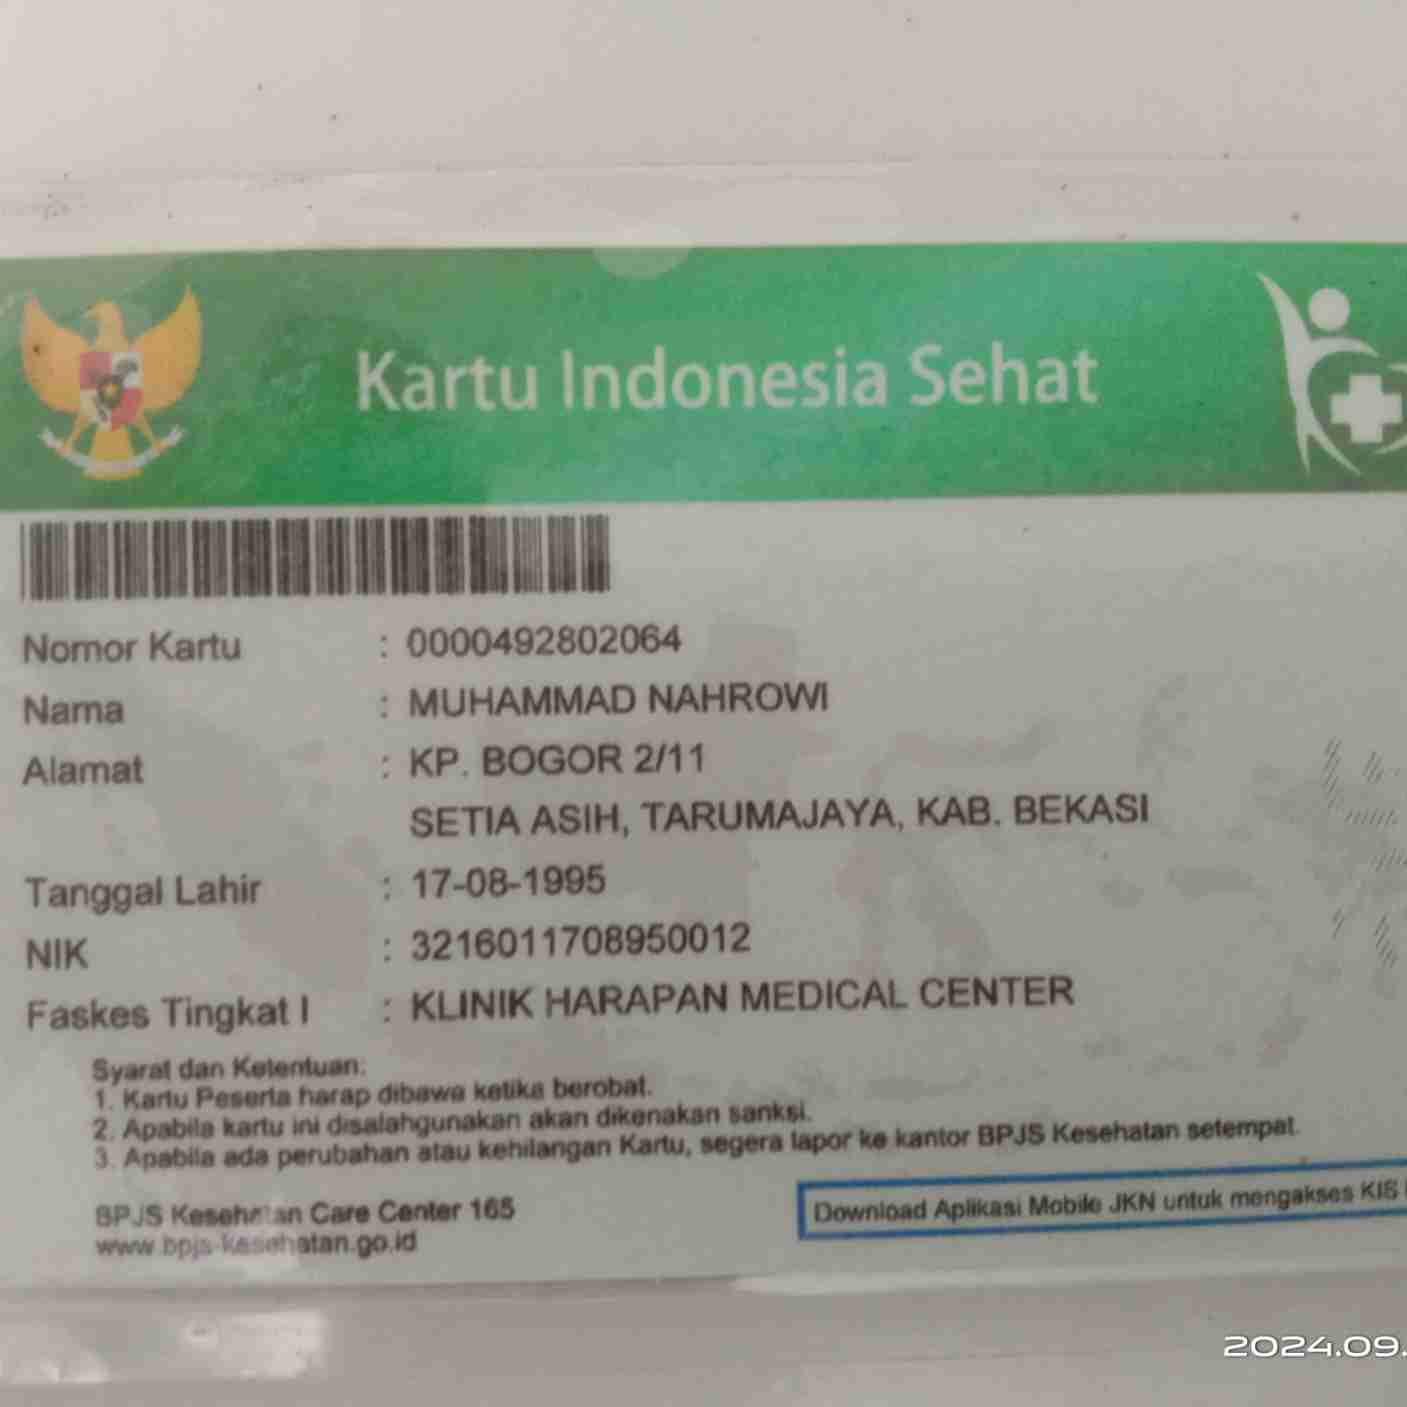 Kartu Indonesia Sehat
Nomor Kartu : 0000492802064
Nama : MUHAMMAD NAHROWI
Alamat : KP. BOGOR 2/11
SETIA ASIH, TARUMAJAYA, KAB. BEKASI
Tanggal Lahir : 17-08-1995
NIK : 3216011708950012
Faskes Tingkat I : KLINIK HARAPAN MEDICAL CENTER
Syarat dan Ketentuan:
1. Kartu Peserta harap dibawa ketika berobat.
2. Apabila kartu ini disalahgunakan akan dikenakan sanksi.
3. Apabila ada perubahan atau kehilangan Kartu, segera lapor ke kantor BPJS Kesehatan setempat.
BPJS Kesehatan Care Center 165
www.bpjs-kesehatan.go.id
Download Aplikasi Mobile JKN untuk mengakses KIS
2024.09.